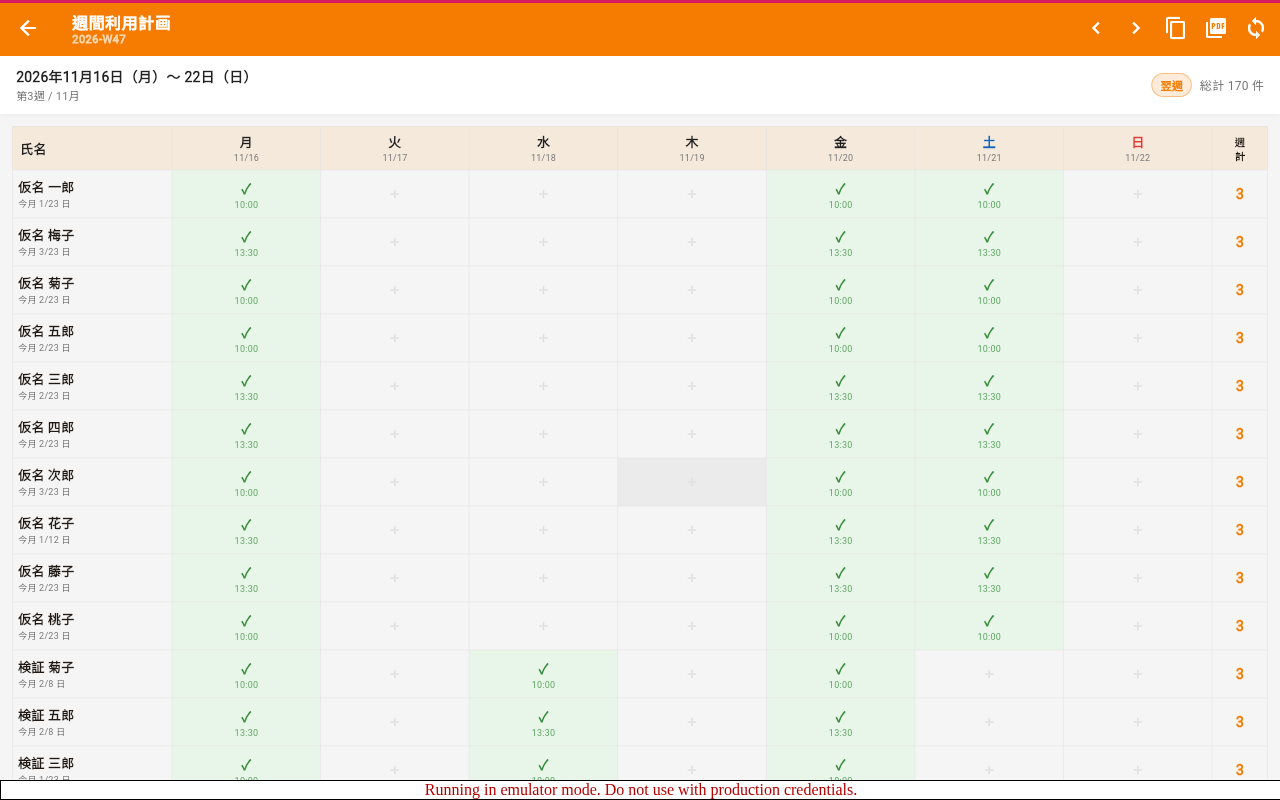 週間利用計画
2026-W47
PDF
2026年11月16日（月）〜 22日（日）
第3週 / 11月
翌週 総計 170 件
氏名 月 火 水 木 金 土 日 週計
11/16 11/17 11/18 11/19 11/20 11/21 11/22
仮名 一郎 ✓ + + + ✓ ✓ + 3
今月 1/23 日 10:00 10:00 10:00
仮名 梅子 ✓ + + + ✓ ✓ + 3
今月 3/23 日 13:30 13:30 13:30
仮名 菊子 ✓ + + + ✓ ✓ + 3
今月 2/23 日 10:00 10:00 10:00
仮名 五郎 ✓ + + + ✓ ✓ + 3
今月 2/23 日 10:00 10:00 10:00
仮名 三郎 ✓ + + + ✓ ✓ + 3
今月 2/23 日 13:30 13:30 13:30
仮名 四郎 ✓ + + + ✓ ✓ + 3
今月 2/23 日 13:30 13:30 13:30
仮名 次郎 ✓ + + + ✓ ✓ + 3
今月 3/23 日 10:00 10:00 10:00
仮名 花子 ✓ + + + ✓ ✓ + 3
今月 1/12 日 13:30 13:30 13:30
仮名 藤子 ✓ + + + ✓ ✓ + 3
今月 2/23 日 13:30 13:30 13:30
仮名 桃子 ✓ + + + ✓ ✓ + 3
今月 2/23 日 10:00 10:00 10:00
検証 菊子 ✓ + ✓ + ✓ + + 3
今月 2/8 日 10:00 10:00 10:00
検証 五郎 ✓ + ✓ + ✓ + + 3
今月 2/8 日 13:30 13:30 13:30
検証 三郎 ✓ + ✓ + ✓ + + 3
Running in emulator mode. Do not use with production credentials.